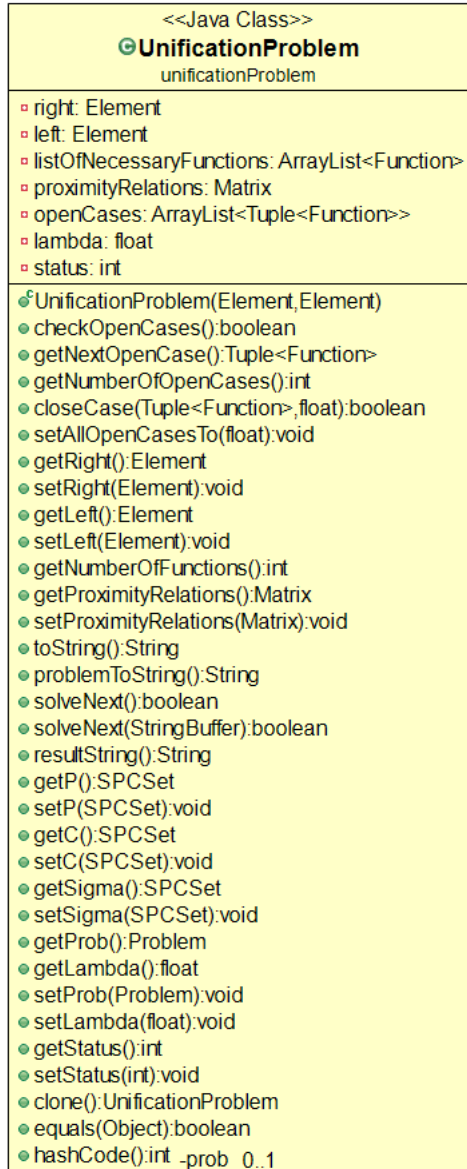 <<Java Class>>
UnificationProblem
unificationProblem
right: Element
left: Element
listOfNecessaryFunctions: ArrayList<Function>
proximityRelations: Matrix
openCases: ArrayList<Tuple<Function>>
lambda: float
status: int
UnificationProblem(Element,Element)
checkOpenCases():boolean
getNextOpenCase():Tuple<Function>
getNumberOfOpenCases():int
closeCase(Tuple<Function>,float):boolean
setAllOpenCasesTo(float):void
getRight():Element
setRight(Element):void
getLeft():Element
setLeft(Element):void
getNumberOfFunctions():int
getProximityRelations():Matrix
setProximityRelations(Matrix):void
toString():String
problemToString():String
solveNext():boolean
solveNext(StringBuffer):boolean
resultString():String
getP():SPCSet
setP(SPCSet):void
getC():SPCSet
setC(SPCSet):void
getSigma():SPCSet
setSigma(SPCSet):void
getProb():Problem
getLambda():float
setProb(Problem):void
setLambda(float):void
getStatus():int
setStatus(int):void
clone():UnificationProblem
equals(Object):boolean
hashCode():int -prob 0..1